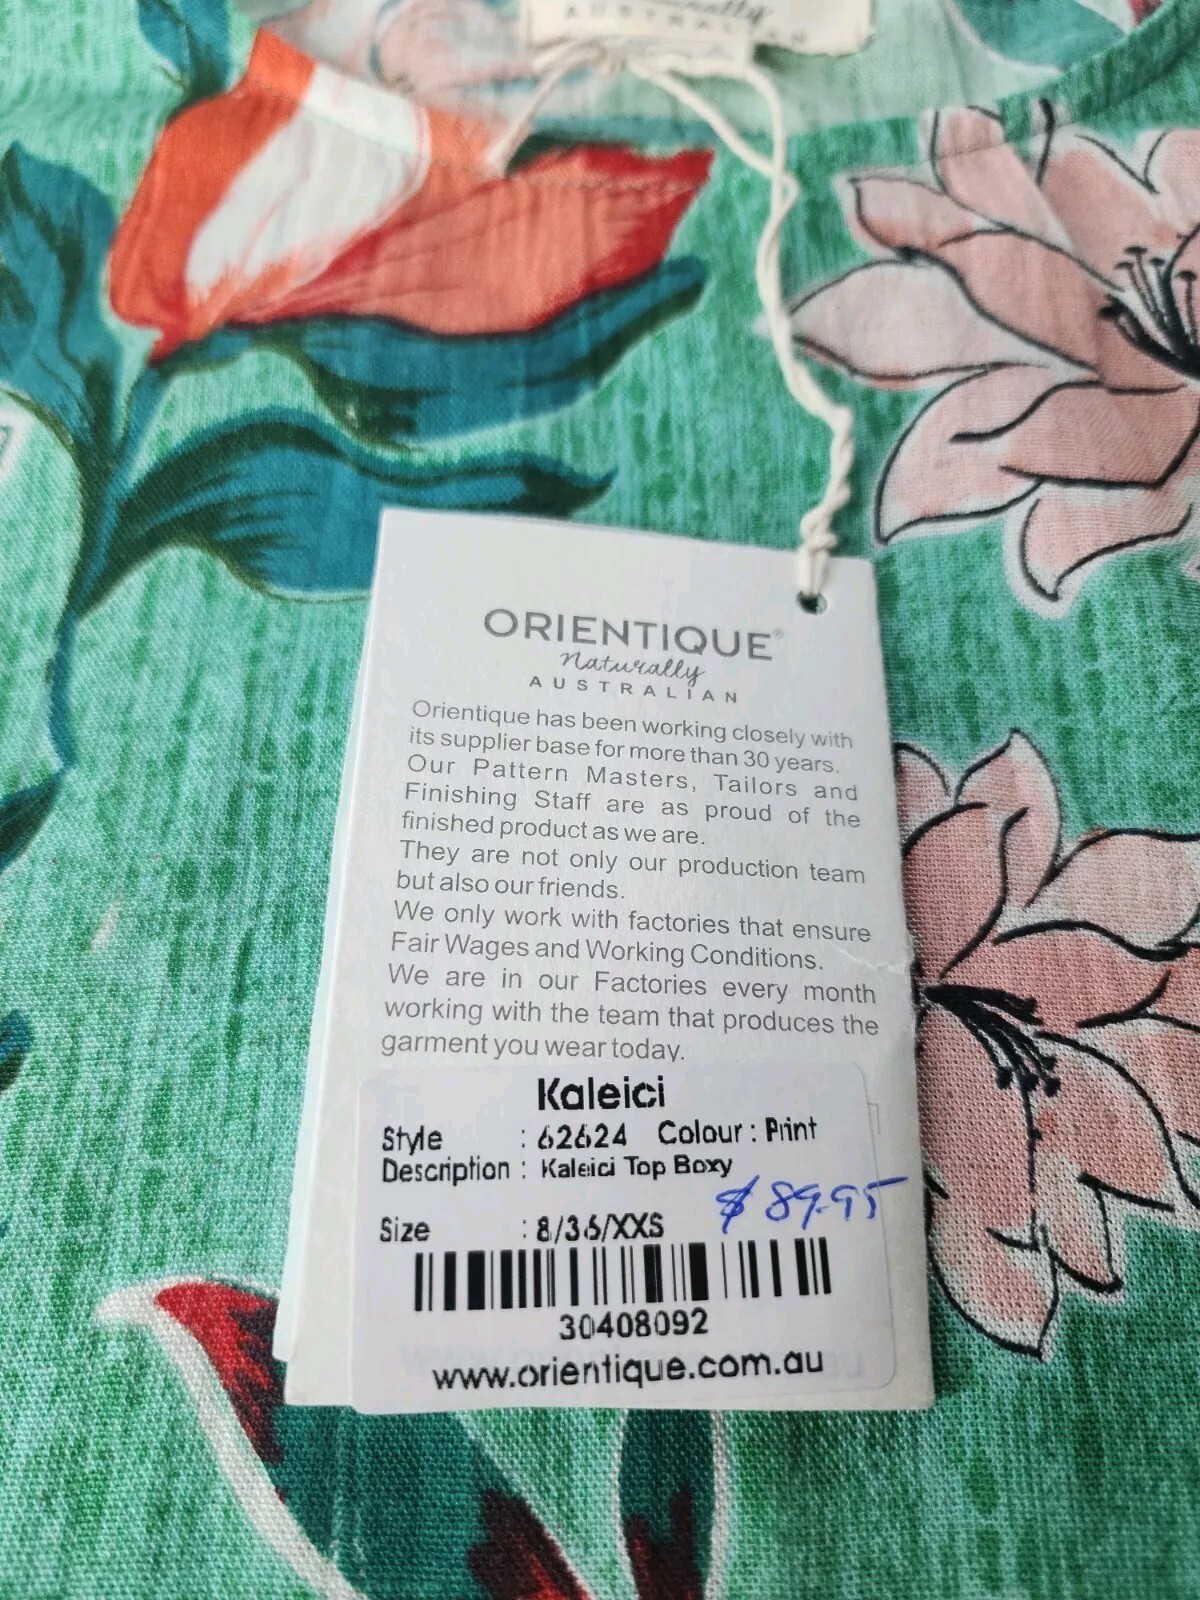 Naturally
AUSTRALIAN
ORIENTIQUE®
Naturally
AUSTRALIAN
Orientique has been working closely with
its supplier base for more than 30 years.
Our Pattern Masters, Tailors and
Finishing Staff are as proud of the
finished product as we are.
They are not only our production team
but also our friends.
We only work with factories that ensure
Fair Wages and Working Conditions.
We are in our Factories every month
working with the team that produces the
garment you wear today.
Kaleici
Style : 62624 Colour : Print
Description : Kaleici Top Boxy
$89.95
Size : 8/36/XXS
30408092
www.orientique.com.au